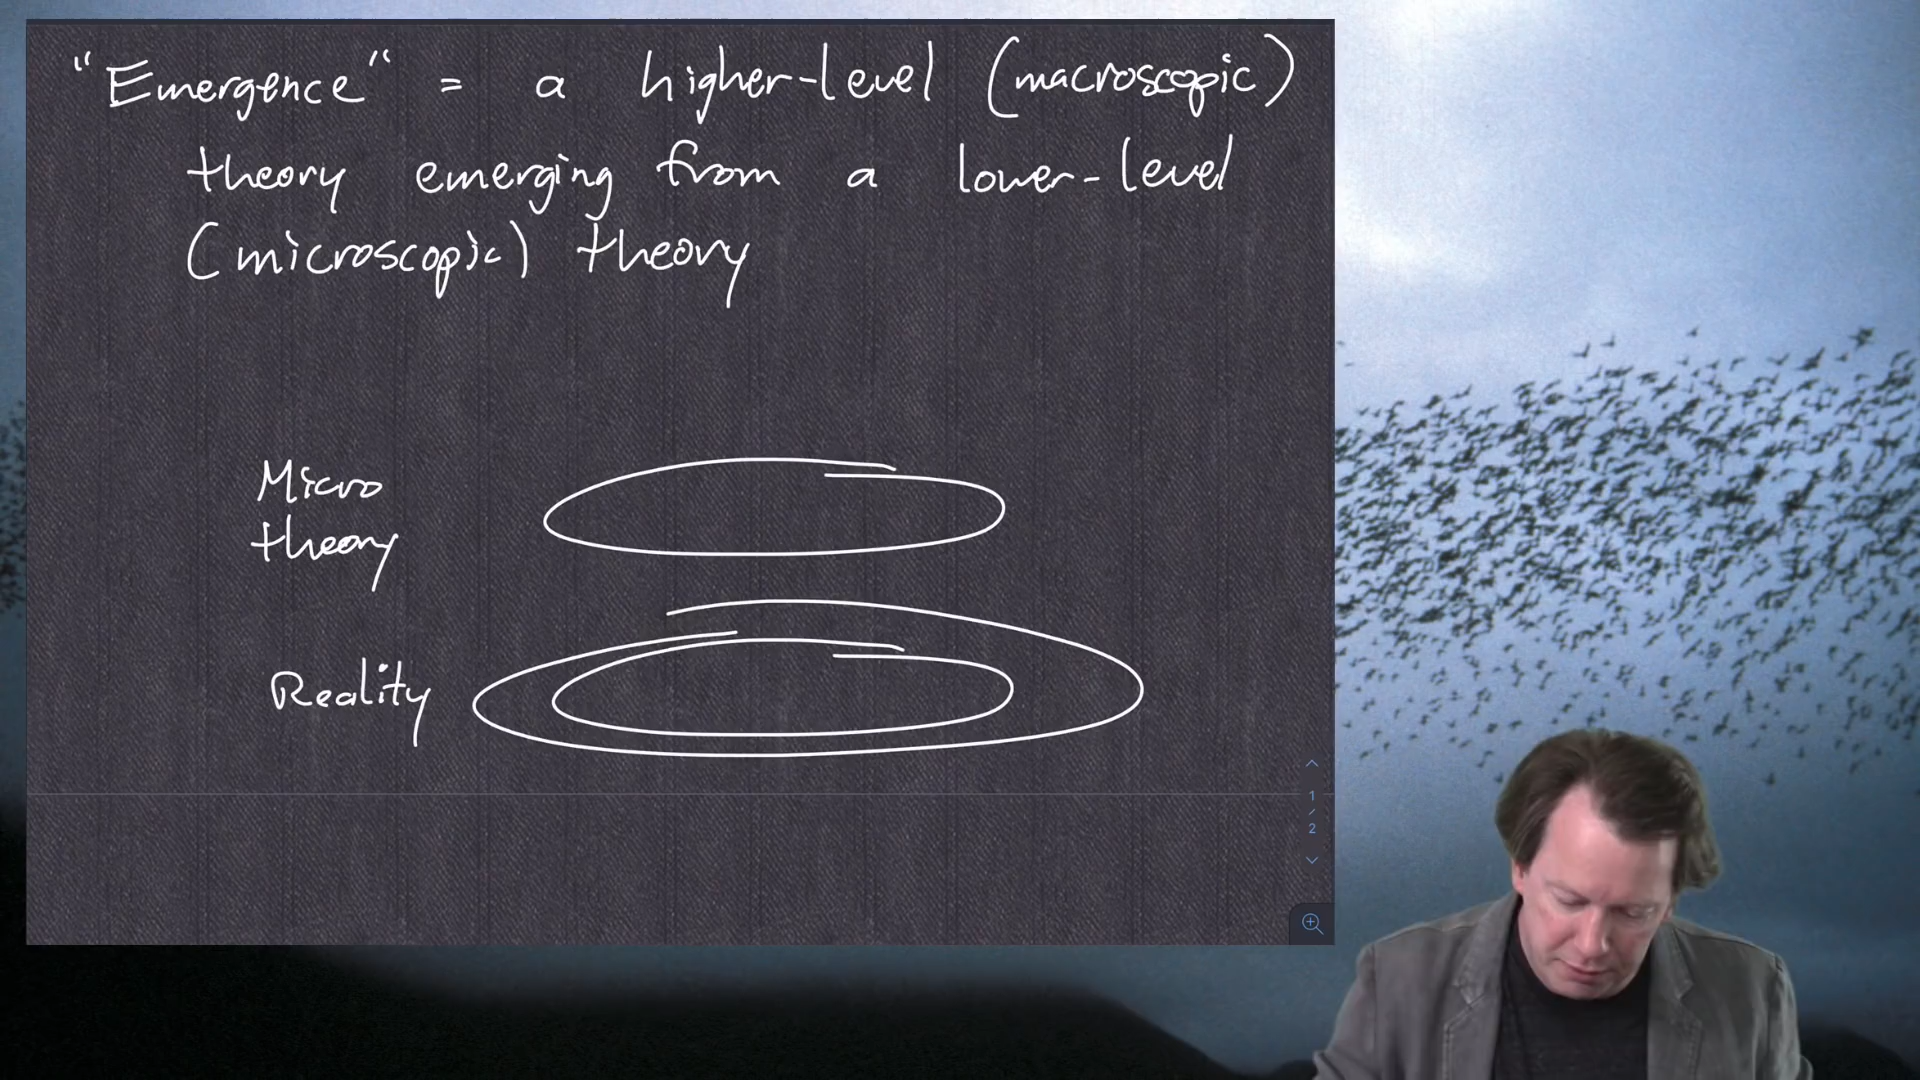 "Emergence" = a higher-level (macroscopic)
theory emerging from a lower-level
(microscopic) theory
Micro
theory
Reality
1
/
2